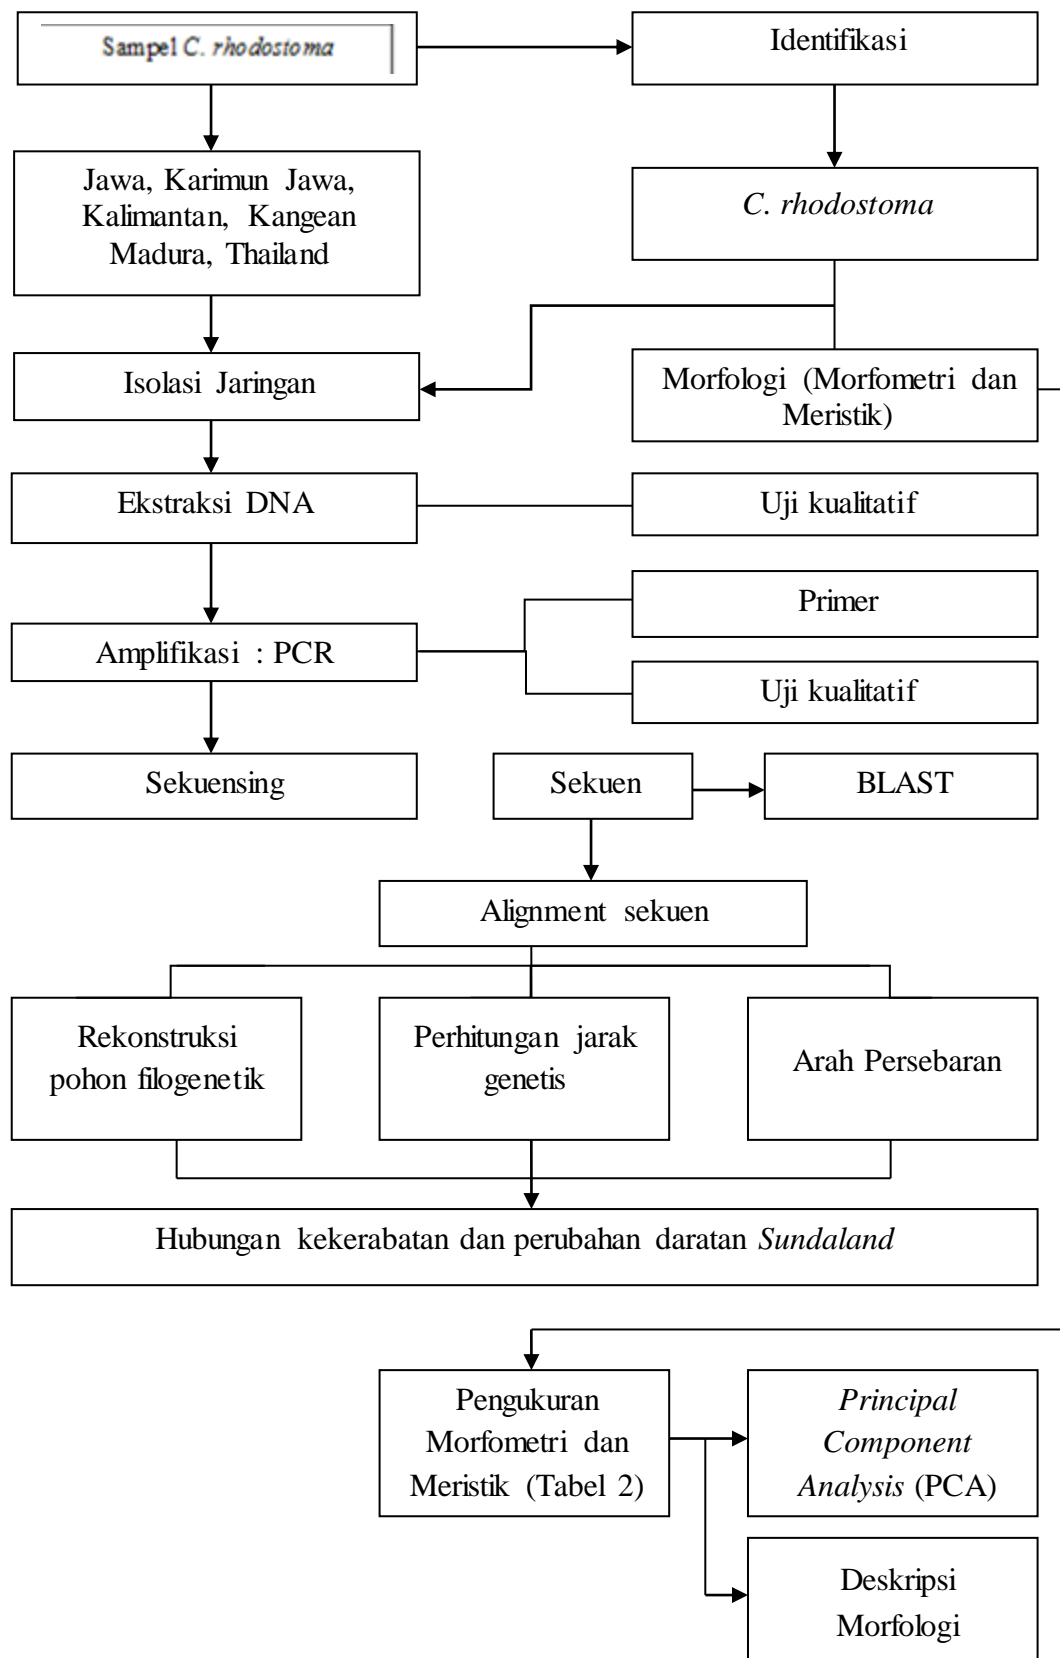 Sampel C. rhodostoma
Identifikasi
Jawa, Karimun Jawa,
Kalimantan, Kangean
Madura, Thailand
C. rhodostoma
Isolasi Jaringan
Morfologi (Morfometri dan
Meristik)
Ekstraksi DNA
Uji kualitatif
Primer
Amplifikasi : PCR
Uji kualitatif
Sekuensing
Sekuen
BLAST
Alignment sekuen
Rekonstruksi
pohon filogenetik
Perhitungan jarak
genetis
Arah Persebaran
Hubungan kekerabatan dan perubahan daratan Sundaland
Pengukuran
Morfometri dan
Meristik (Tabel 2)
Principal
Component
Analysis (PCA)
Deskripsi
Morfologi